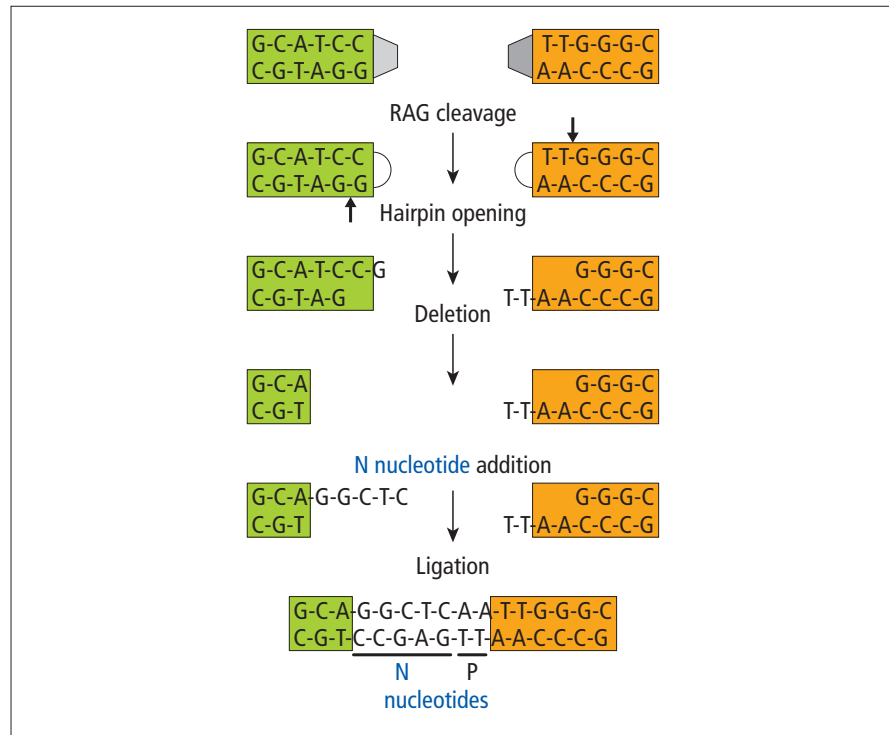 G-C-A-T-C-C T-T-G-G-G-C
C-G-T-A-G-G A-A-C-C-C-G
RAG cleavage
G-C-A-T-C-C T-T-G-G-G-C
C-G-T-A-G-G A-A-C-C-C-G
Hairpin opening
G-C-A-T-C-C-G G-G-G-C
C-G-T-A-G T-T-A-A-C-C-C-G
Deletion
G-C-A G-G-G-C
C-G-T T-T-A-A-C-C-C-G
N nucleotide addition
G-C-A-G-G-C-T-C G-G-G-C
C-G-T T-T-A-A-C-C-C-G
Ligation
G-C-A-G-G-C-T-C-A-A-T-T-G-G-G-C
C-G-T-C-C-G-A-G-T-T-A-A-C-C-C-G
N P
nucleotides